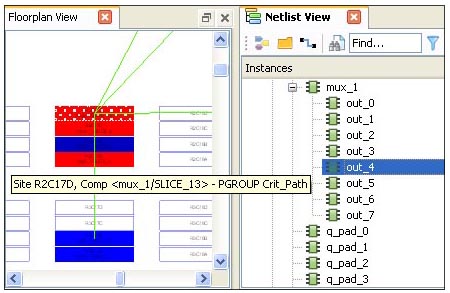 Floorplan View
Netlist View
Find...
Instances
mux_1
out_0
out_1
out_2
out_3
out_4
out_5
out_6
out_7
q_pad_0
q_pad_1
q_pad_2
q_pad_3
Site R2C17D, Comp <mux_1/SLICE_13> - PGROUP Crit_Path